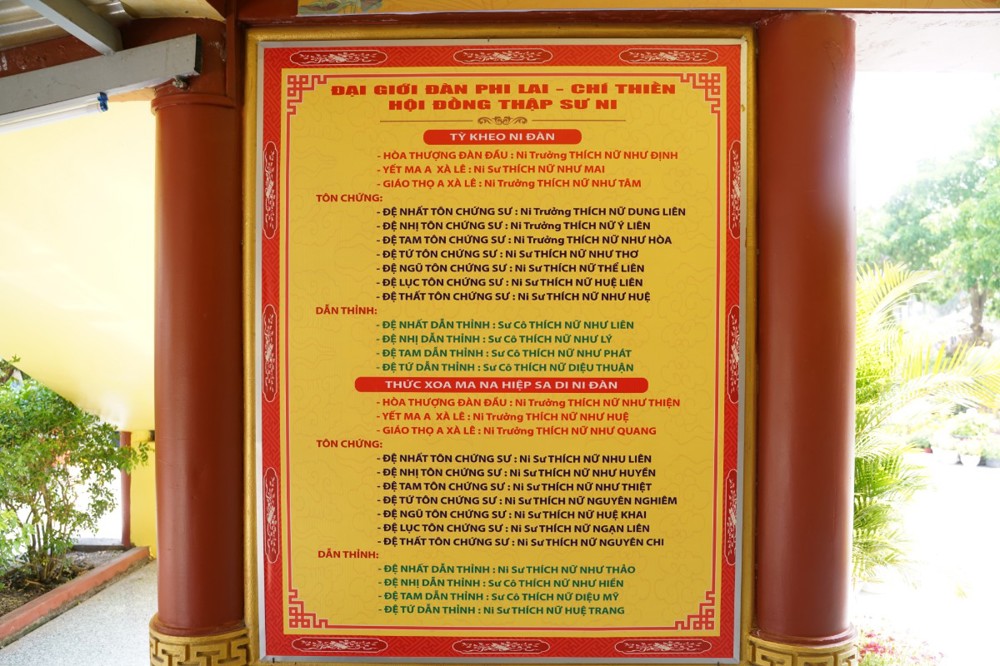 ĐẠI GIỚI ĐÀN PHI LAI - CHÍ THIỀN
HỘI ĐỒNG THẬP SƯ NI
TỲ KHEO NI ĐÀN
- HÒA THƯỢNG ĐÀN ĐẦU : Ni Trưởng THÍCH NỮ NHƯ ĐỊNH
- YẾT MA A XÀ LÊ : Ni Sư THÍCH NỮ NHƯ MAI
- GIÁO THỌ A XÀ LÊ : Ni Trưởng THÍCH NỮ NHƯ TÂM
TÔN CHỨNG:
- ĐỆ NHẤT TÔN CHỨNG SƯ : Ni Trưởng THÍCH NỮ DUNG LIÊN
- ĐỆ NHỊ TÔN CHỨNG SƯ : Ni Trưởng THÍCH NỮ Ý LIÊN
- ĐỆ TAM TÔN CHỨNG SƯ : Ni Trưởng THÍCH NỮ NHƯ HÒA
- ĐỆ TỨ TÔN CHỨNG SƯ : Ni Sư THÍCH NỮ NHƯ THƠ
- ĐỆ NGŨ TÔN CHỨNG SƯ : Ni Sư THÍCH NỮ THỂ LIÊN
- ĐỆ LỤC TÔN CHỨNG SƯ : Ni Sư THÍCH NỮ HUỆ LIÊN
- ĐỆ THẤT TÔN CHỨNG SƯ : Ni Sư THÍCH NỮ NHƯ HUỆ
DẪN THỈNH:
- ĐỆ NHẤT DẪN THỈNH : Sư Cô THÍCH NỮ NHƯ LIÊN
- ĐỆ NHỊ DẪN THỈNH : Sư Cô THÍCH NỮ NHƯ LÝ
- ĐỆ TAM DẪN THỈNH : Sư Cô THÍCH NỮ NHƯ PHÁT
- ĐỆ TỨ DẪN THỈNH : Sư Cô THÍCH NỮ DIỆU THUẬN
THỨC XOA MA NA HIỆP SA DI NI ĐÀN
- HÒA THƯỢNG ĐÀN ĐẦU : Ni Trưởng THÍCH NỮ NHƯ THIỆN
- YẾT MA A XÀ LÊ : Ni Trưởng THÍCH NỮ NHƯ HUỆ
- GIÁO THỌ A XÀ LÊ : Ni Trưởng THÍCH NỮ NHƯ QUANG
TÔN CHỨNG:
- ĐỆ NHẤT TÔN CHỨNG SƯ : Ni Sư THÍCH NỮ NHU LIÊN
- ĐỆ NHỊ TÔN CHỨNG SƯ : Ni Sư THÍCH NỮ NHƯ HUYỀN
- ĐỆ TAM TÔN CHỨNG SƯ : Ni Sư THÍCH NỮ NHƯ THIỆT
- ĐỆ TỨ TÔN CHỨNG SƯ : Ni Sư THÍCH NỮ NGUYÊN NGHIÊM
- ĐỆ NGŨ TÔN CHỨNG SƯ : Ni Sư THÍCH NỮ HUỆ KHAI
- ĐỆ LỤC TÔN CHỨNG SƯ : Ni Sư THÍCH NỮ NGẠN LIÊN
- ĐỆ THẤT TÔN CHỨNG SƯ : Ni Sư THÍCH NỮ NGUYÊN CHI
DẪN THỈNH:
- ĐỆ NHẤT DẪN THỈNH : Ni Sư THÍCH NỮ NHƯ THẢO
- ĐỆ NHỊ DẪN THỈNH : Sư Cô THÍCH NỮ NHƯ HIỀN
- ĐỆ TAM DẪN THỈNH : Sư Cô THÍCH NỮ DIỆU MỸ
- ĐỆ TỨ DẪN THỈNH : Ni Sư THÍCH NỮ HUỆ TRANG